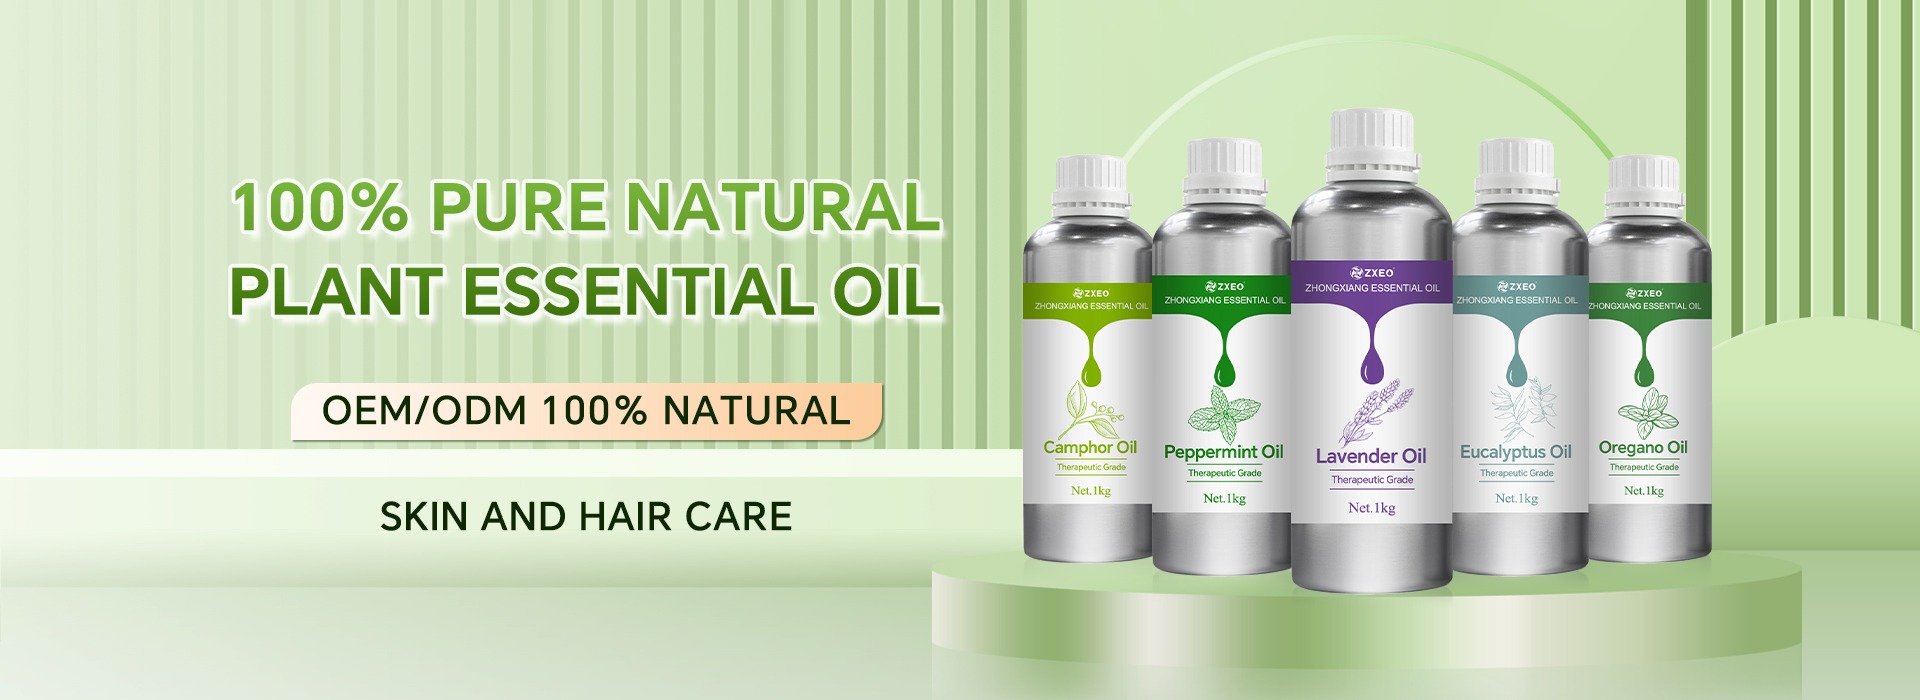 100% PURE NATURAL
PLANT ESSENTIAL OIL
OEM/ODM 100% NATURAL
SKIN AND HAIR CARE
ZXEO
ZHONGXIANG ESSENTIAL OIL
Camphor Oil
Therapeutic Grade
Net.1kg
ZXEO
ZHONGXIANG ESSENTIAL OIL
Peppermint Oil
Therapeutic Grade
Net.1kg
ZXEO
ZHONGXIANG ESSENTIAL OIL
Lavender Oil
Therapeutic Grade
Net.1kg
ZXEO
ZHONGXIANG ESSENTIAL OIL
Eucalyptus Oil
Therapeutic Grade
Net.1kg
ZXEO
ZHONGXIANG ESSENTIAL OIL
Oregano Oil
Therapeutic Grade
Net.1kg